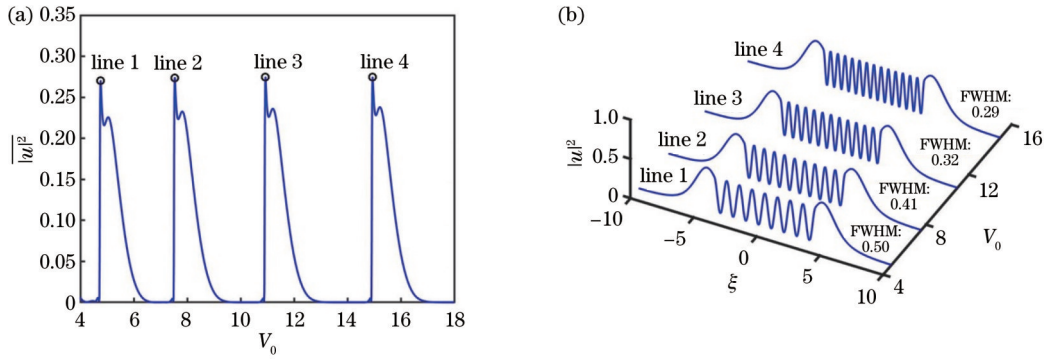 (a)
0.35
0.30
0.25
0.20
0.15
0.10
0.05
0
|u|²
line 1
line 2
line 3
line 4
4
6
8
10
12
14
16
18
V₀
(b)
line 4
line 3
line 2
line 1
1.0
0.5
0
|u|²
-10
-5
0
5
10
ξ
4
8
12
16
V₀
FWHM:
0.29
FWHM:
0.32
FWHM:
0.41
FWHM:
0.50